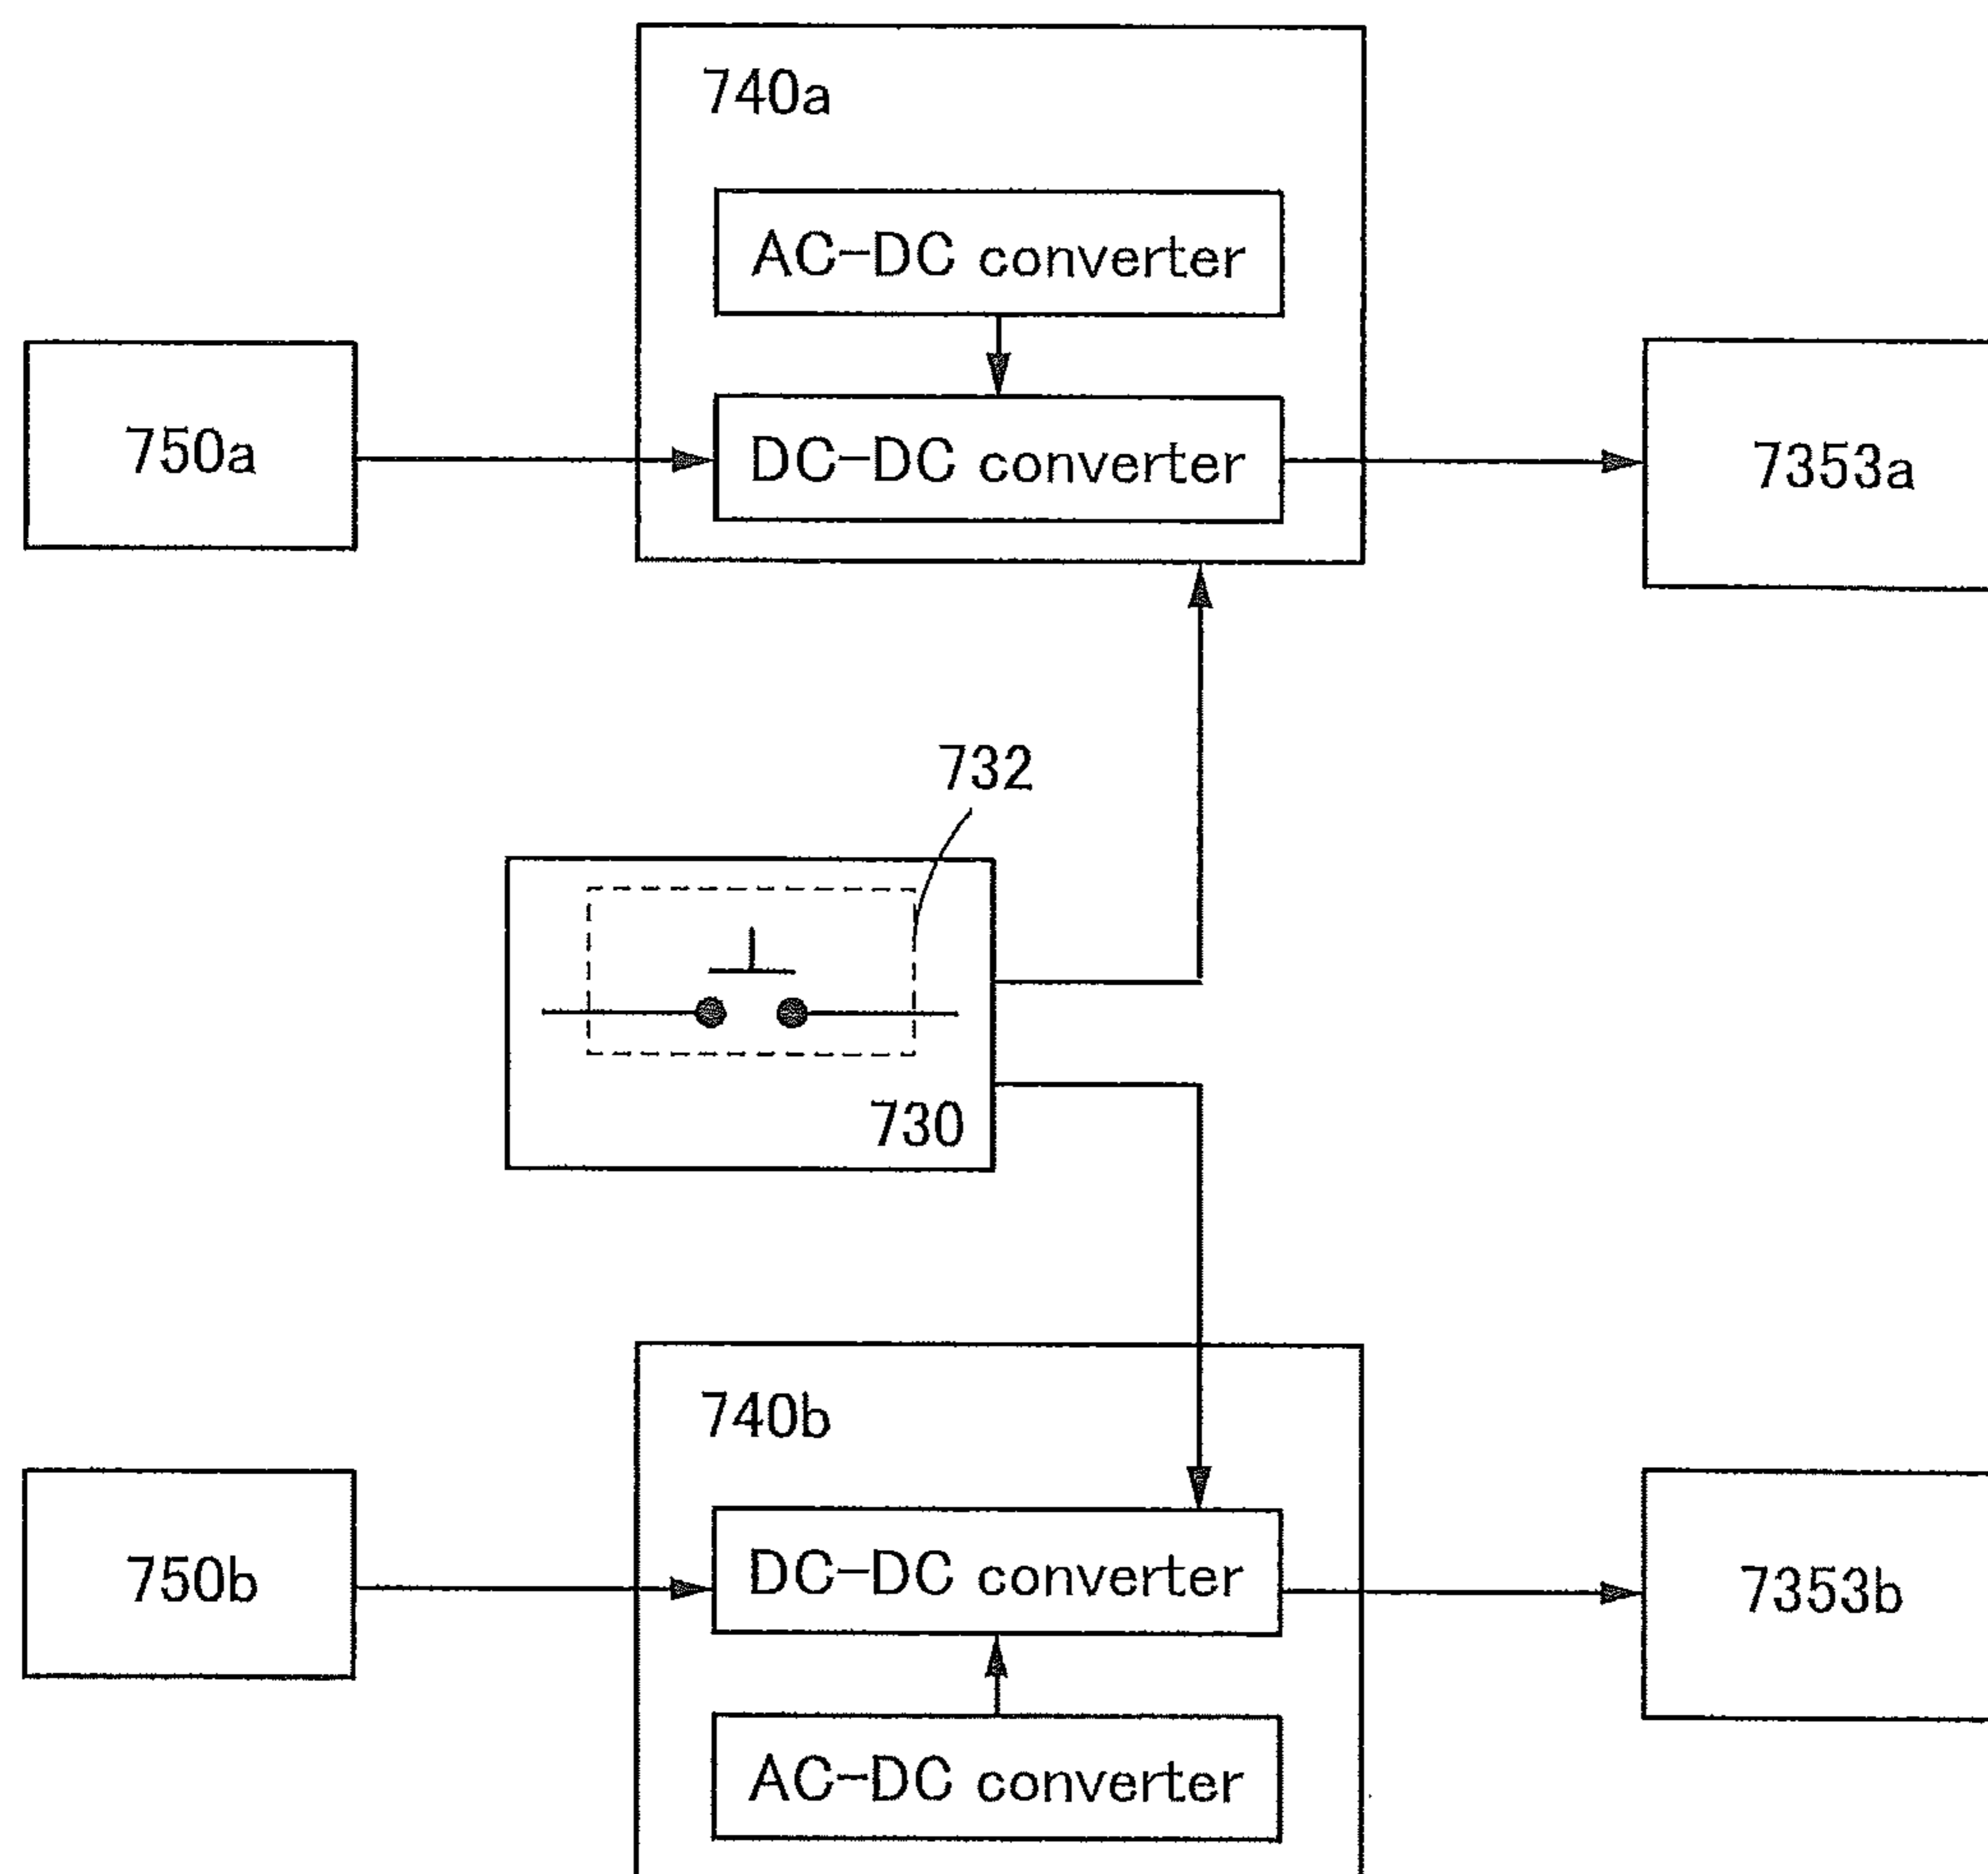 740a
AC-DC converter
750a
DC-DC converter
7353a
732
730
740b
750b
DC-DC converter
7353b
AC-DC converter